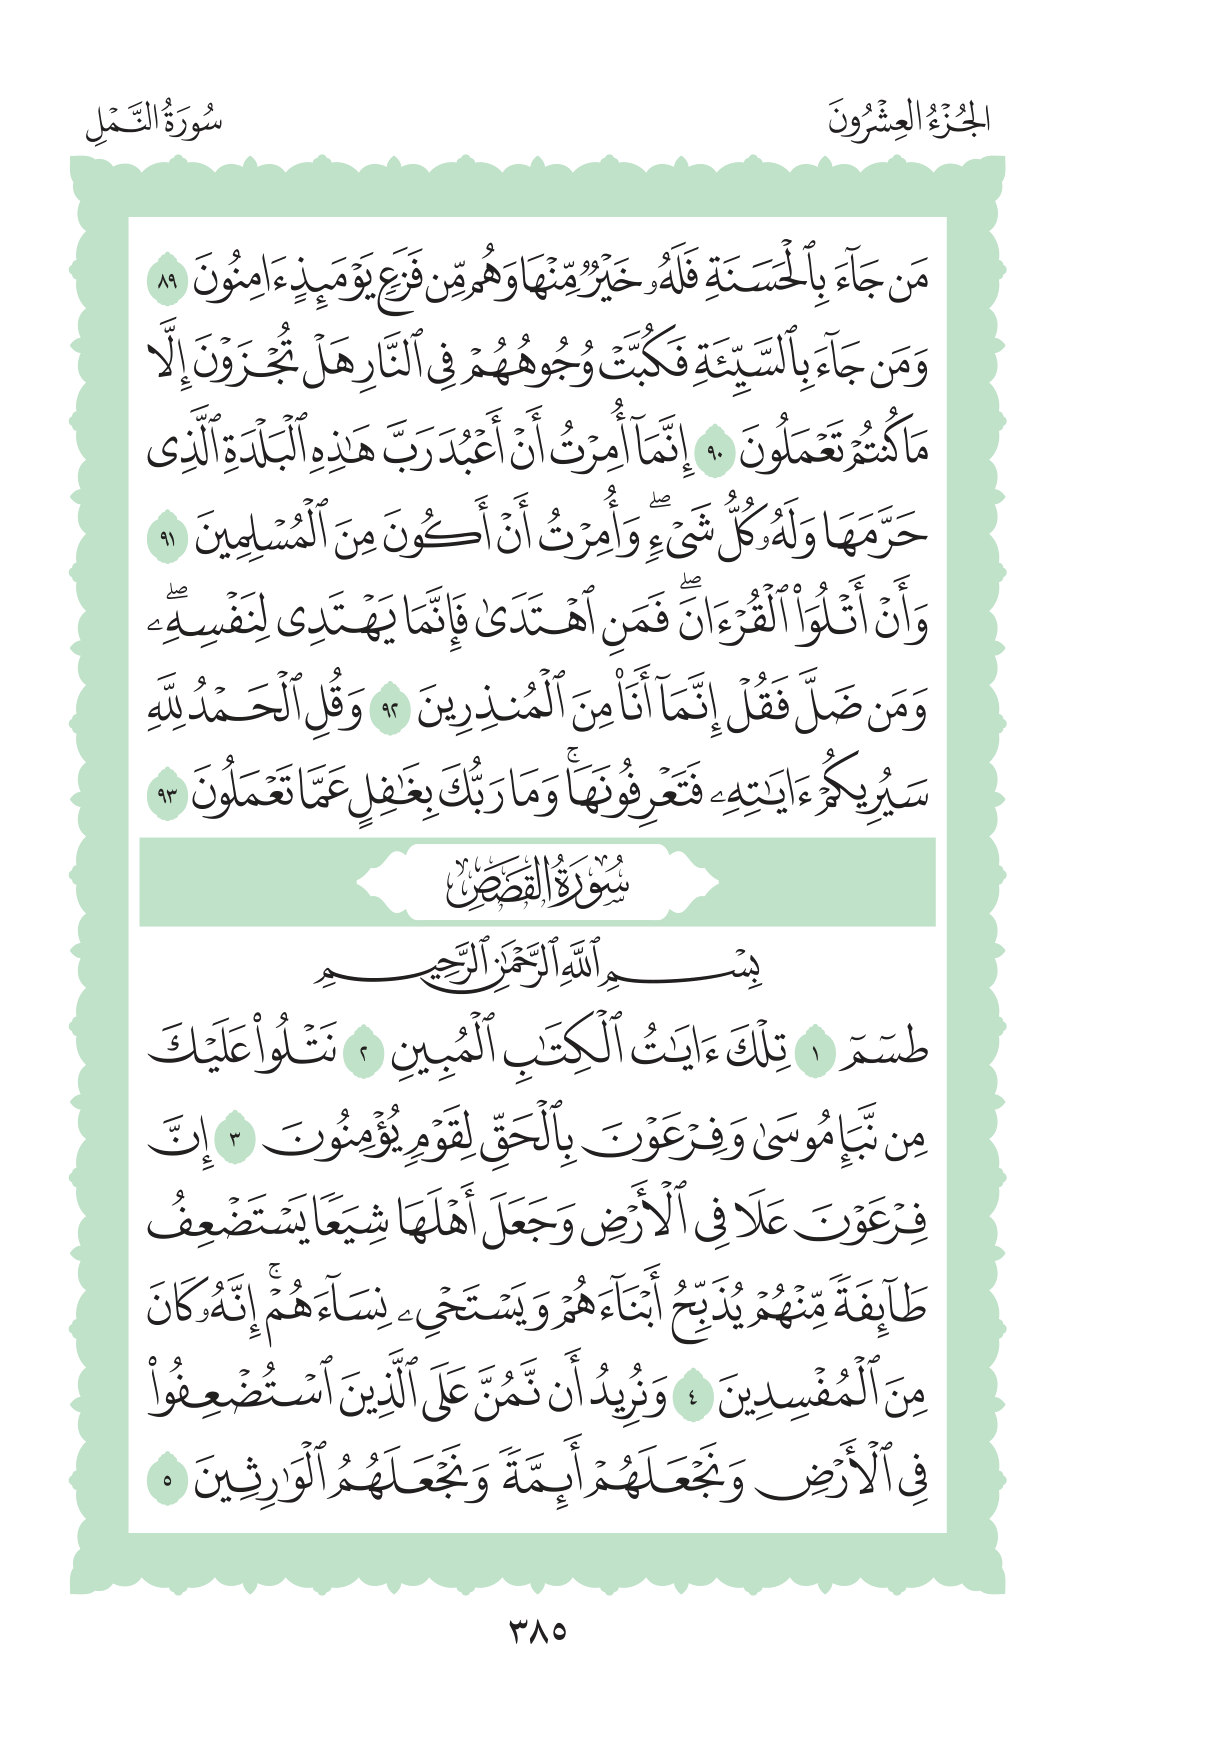 الجُزْءُ العِشْرُونَ
سُورَةُ النَّمْلِ
مَن جَآءَ بِٱلْحَسَنَةِ فَلَهُۥ خَيْرٌ مِّنْهَا وَهُم مِّن فَزَعٍ يَوْمَئِذٍ ءَامِنُونَ ٨٩
وَمَن جَآءَ بِٱلسَّيِّئَةِ فَكُبَّتْ وُجُوهُهُمْ فِى ٱلنَّارِ هَلْ تُجْزَوْنَ إِلَّا
مَا كُنتُمْ تَعْمَلُونَ ٩٠ إِنَّمَآ أُمِرْتُ أَنْ أَعْبُدَ رَبَّ هَـٰذِهِ ٱلْبَلْدَةِ ٱلَّذِى
حَرَّمَهَا وَلَهُۥ كُلُّ شَىْءٍۖ وَأُمِرْتُ أَنْ أَكُونَ مِنَ ٱلْمُسْلِمِينَ ٩١
وَأَنْ أَتْلُوَا۟ ٱلْقُرْءَانَۖ فَمَنِ ٱهْتَدَىٰ فَإِنَّمَا يَهْتَدِى لِنَفْسِهِۦۖ
وَمَن ضَلَّ فَقُلْ إِنَّمَآ أَنَا۠ مِنَ ٱلْمُنذِرِينَ ٩٢ وَقُلِ ٱلْحَمْدُ لِلَّهِ
سَيُرِيكُمْ ءَايَـٰتِهِۦ فَتَعْرِفُونَهَاۚ وَمَا رَبُّكَ بِغَـٰفِلٍ عَمَّا تَعْمَلُونَ ٩٣
سُورَةُ القَصَصِ
بِسْمِ ٱللَّهِ ٱلرَّحْمَـٰنِ ٱلرَّحِيمِ
طسٓمٓ ١ تِلْكَ ءَايَـٰتُ ٱلْكِتَـٰبِ ٱلْمُبِينِ ٢ نَتْلُوا۟ عَلَيْكَ
مِن نَّبَإِ مُوسَىٰ وَفِرْعَوْنَ بِٱلْحَقِّ لِقَوْمٍ يُؤْمِنُونَ ٣ إِنَّ
فِرْعَوْنَ عَلَا فِى ٱلْأَرْضِ وَجَعَلَ أَهْلَهَا شِيَعًا يَسْتَضْعِفُ
طَآئِفَةً مِّنْهُمْ يُذَبِّحُ أَبْنَآءَهُمْ وَيَسْتَحْىِۦ نِسَآءَهُمْۚ إِنَّهُۥ كَانَ
مِنَ ٱلْمُفْسِدِينَ ٤ وَنُرِيدُ أَن نَّمُنَّ عَلَى ٱلَّذِينَ ٱسْتُضْعِفُوا۟
فِى ٱلْأَرْضِ وَنَجْعَلَهُمْ أَئِمَّةً وَنَجْعَلَهُمُ ٱلْوَٰرِثِينَ ٥
٣٨٥